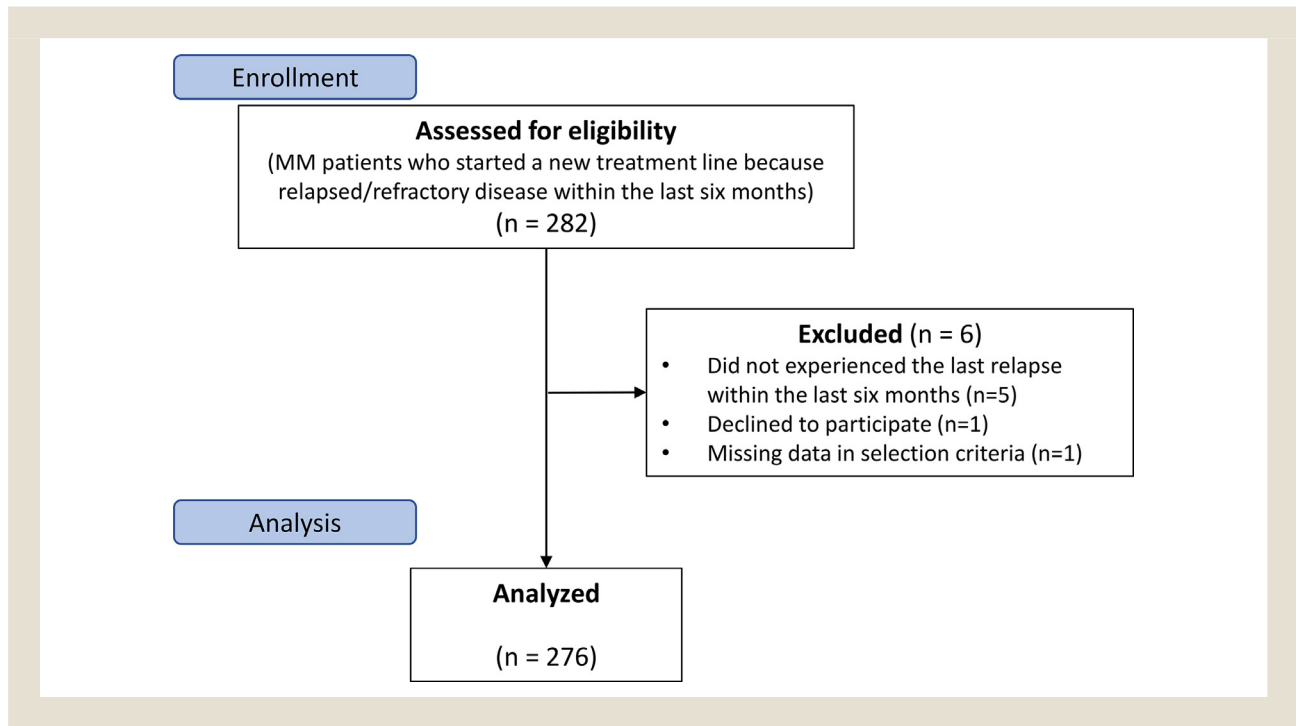 Enrollment
Assessed for eligibility
(MM patients who started a new treatment line because
relapsed/refractory disease within the last six months)
(n = 282)
Excluded (n = 6)
• Did not experienced the last relapse
within the last six months (n=5)
• Declined to participate (n=1)
• Missing data in selection criteria (n=1)
Analysis
Analyzed
(n = 276)